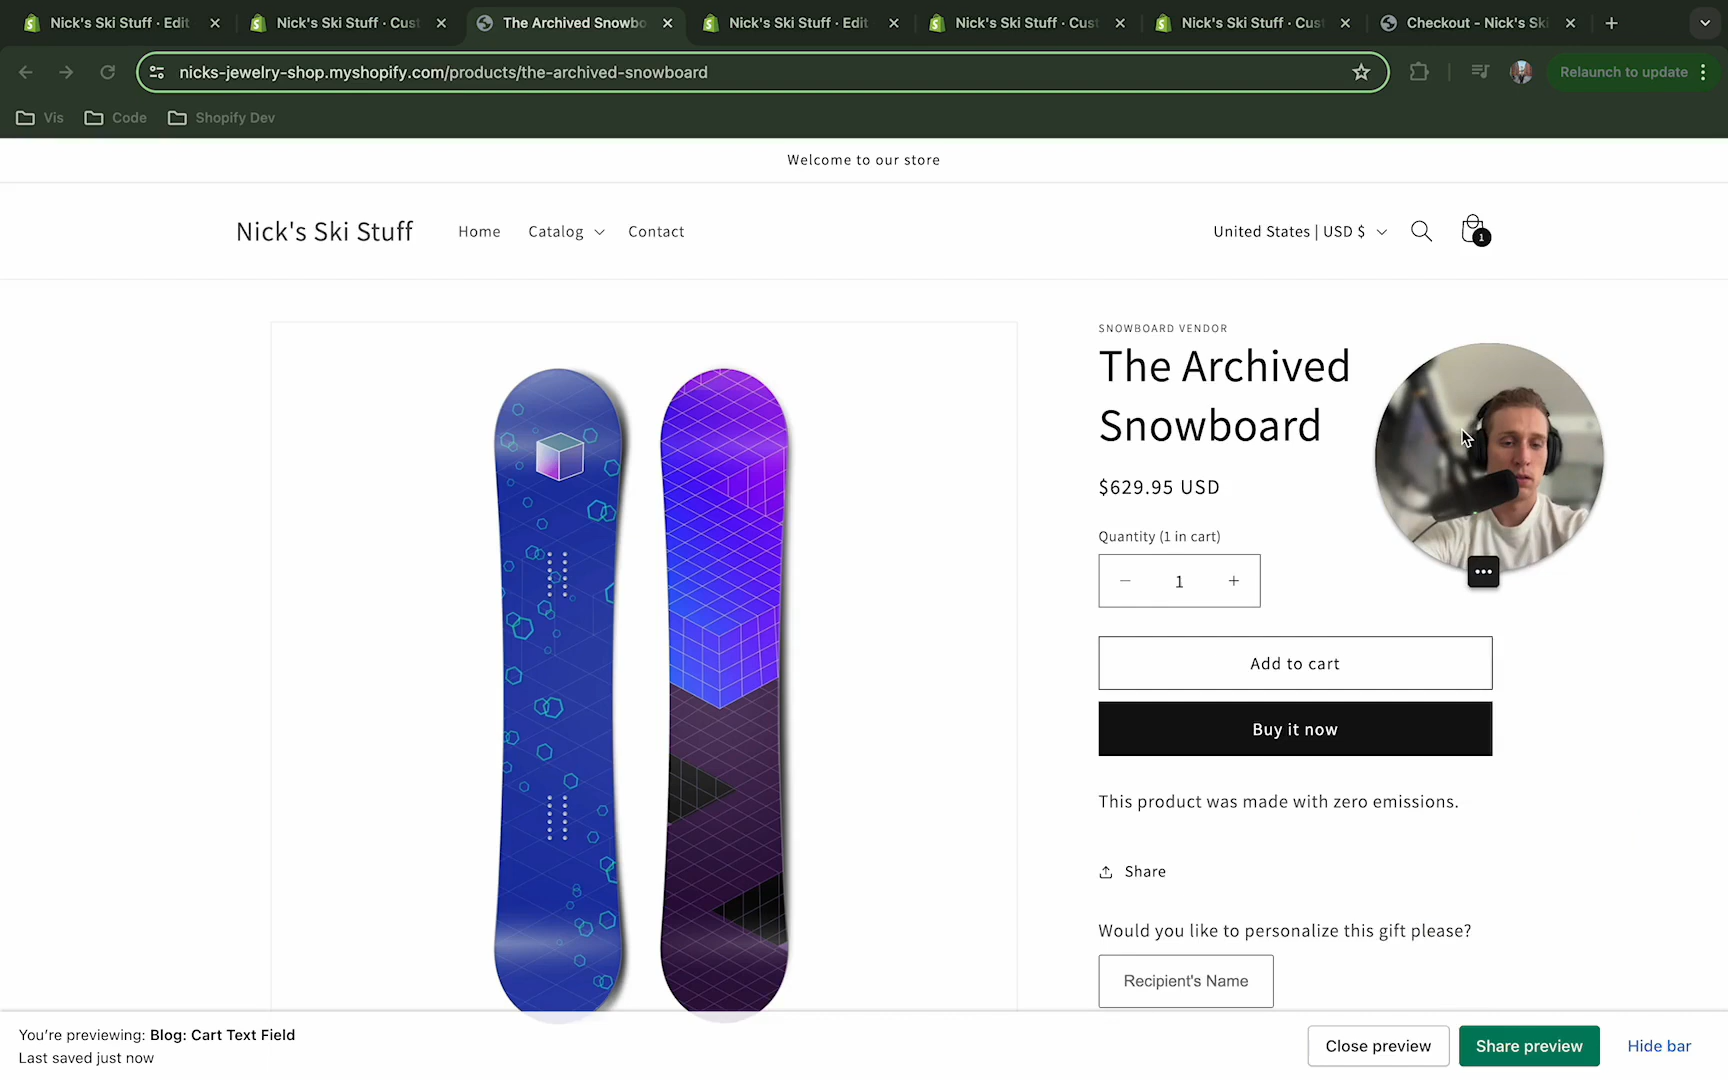 Nick's Ski Stuff · Edit
Nick's Ski Stuff · Cust
The Archived Snowbo
Nick's Ski Stuff · Edit
Nick's Ski Stuff · Cust
Nick's Ski Stuff · Cust
Checkout - Nick's Ski
nicks-jewelry-shop.myshopify.com/products/the-archived-snowboard
Relaunch to update
Vis
Code
Shopify Dev
Welcome to our store
Nick's Ski Stuff
Home
Catalog
Contact
United States | USD $
1
SNOWBOARD VENDOR
The Archived
Snowboard
$629.95 USD
Quantity (1 in cart)
− 1 +
Add to cart
Buy it now
This product was made with zero emissions.
Share
Would you like to personalize this gift please?
Recipient's Name
You're previewing: Blog: Cart Text Field
Last saved just now
Close preview
Share preview
Hide bar